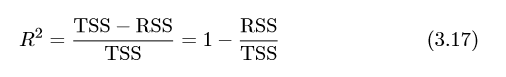 R² = (TSS − RSS)/TSS = 1 − RSS/TSS (3.17)